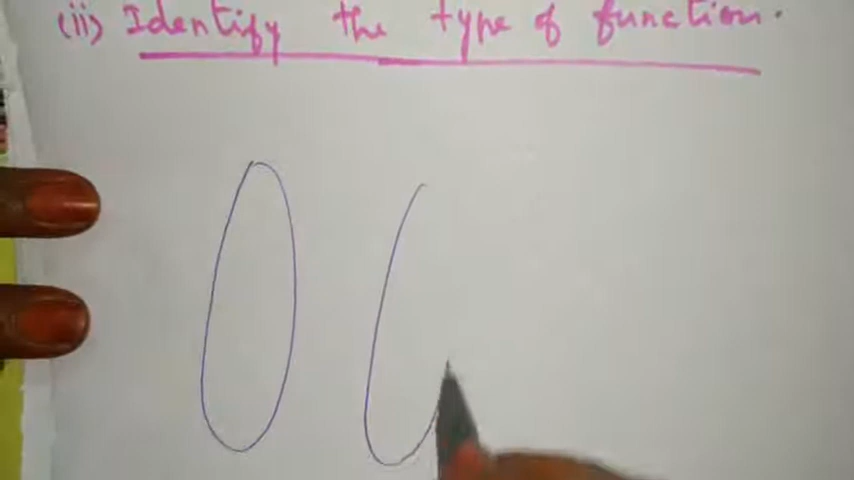 (ii) Identify the type of function.